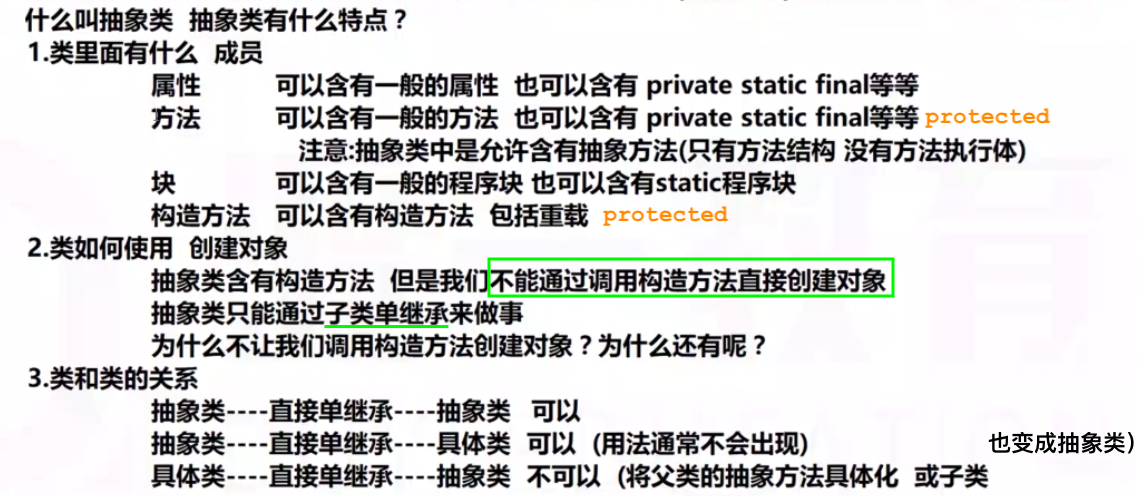 什么叫抽象类 抽象类有什么特点？
1.类里面有什么 成员
属性 可以含有一般的属性 也可以含有 private static final等等
方法 可以含有一般的方法 也可以含有 private static final等等 protected
注意:抽象类中是允许含有抽象方法(只有方法结构 没有方法执行体)
块 可以含有一般的程序块 也可以含有static程序块
构造方法 可以含有构造方法 包括重载 protected
2.类如何使用 创建对象
抽象类含有构造方法 但是我们不能通过调用构造方法直接创建对象
抽象类只能通过子类单继承来做事
为什么不让我们调用构造方法创建对象？为什么还有呢？
3.类和类的关系
抽象类----直接单继承----抽象类 可以
抽象类----直接单继承----具体类 可以（用法通常不会出现） 也变成抽象类）
具体类----直接单继承----抽象类 不可以（将父类的抽象方法具体化 或子类